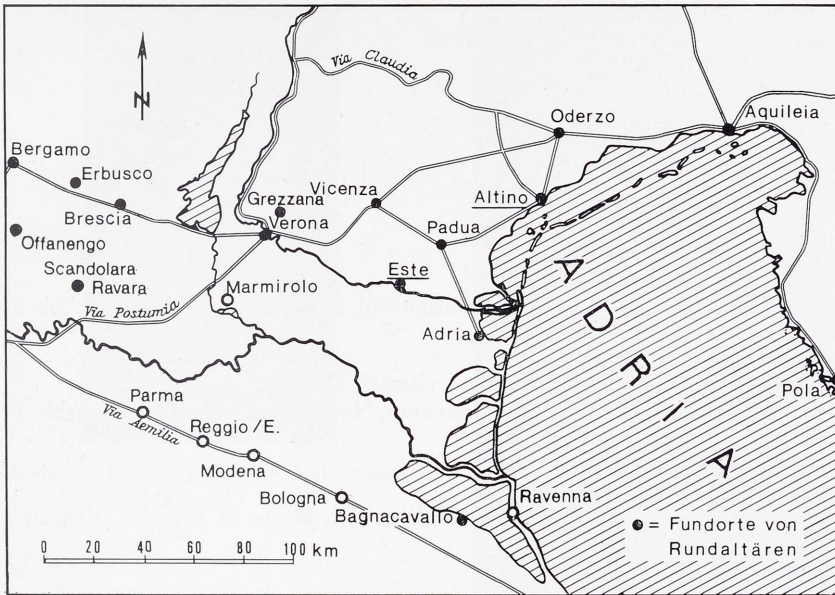 Via Claudia
N
Oderzo
Aquileia
Bergamo
Erbusco
Brescia
Grezzana
Vicenza
Altino
Verona
Padua
Offanengo
Scandolara
Ravara
Este
Marmirolo
Via Postumia
Adria
ADRIA
Pola
Parma
Via Aemilia
Reggio /E.
Modena
Bologna
Ravenna
Bagnacavallo
= Fundorte von
Rundaltären
0 20 40 60 80 100 km